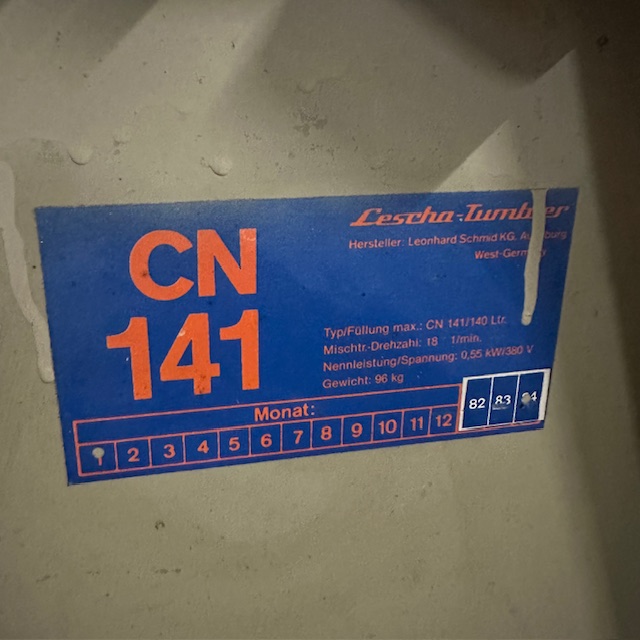 CN
141
Lescha-Tumbler
Hersteller: Leonhard Schmid KG. Augsburg
West-Germany
Typ/Füllung max.: CN 141/140 Ltr.
Mischtr.-Drehzahl: 18 1/min.
Nennleistung/Spannung: 0,55 kW/380 V
Gewicht: 96 kg
Monat:
1 2 3 4 5 6 7 8 9 10 11 12 82 83 84